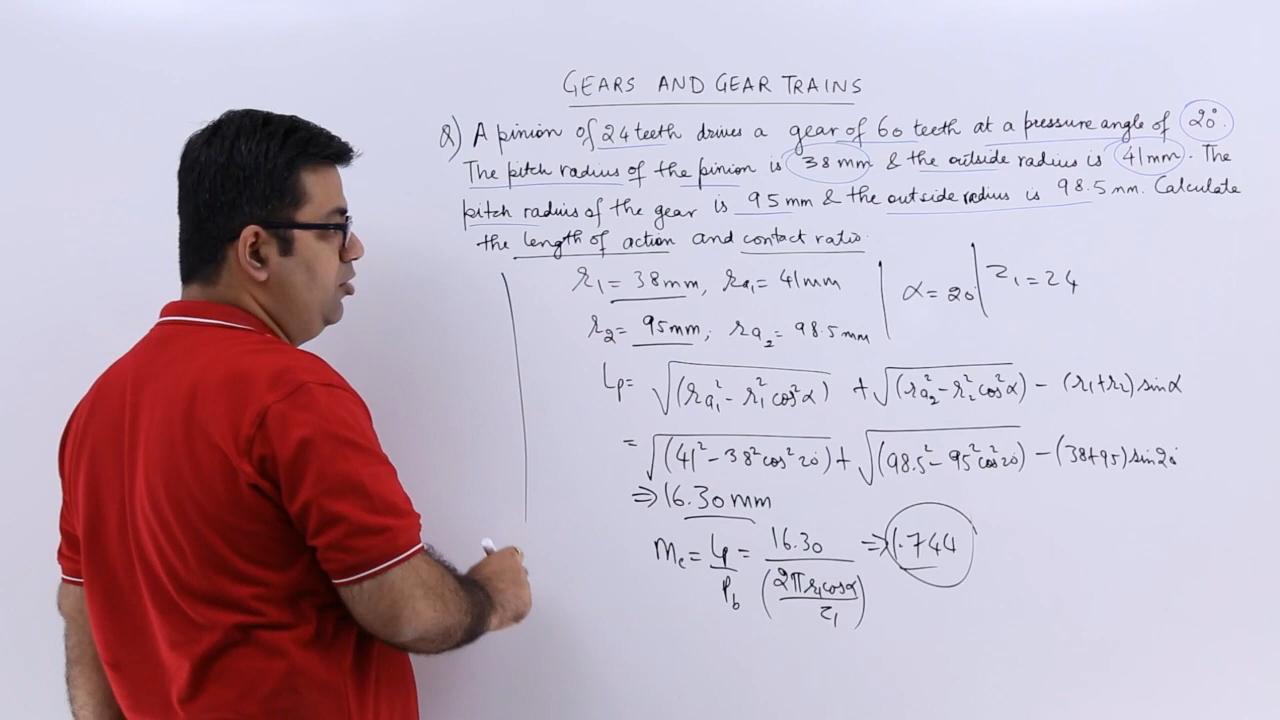 GEARS AND GEAR TRAINS
Q) A pinion of 24 teeth drives a gear of 60 teeth at a pressure angle of 20°.
The pitch radius of the pinion is 38 mm & the outside radius is 41mm. The
pitch radius of the gear is 95 mm & the outside radius is 98.5 mm. Calculate
the length of action and contact ratio.
r₁ = 38mm, ra₁ = 41mm | α = 20° | z₁ = 24
r₂ = 95mm, ra₂ = 98.5 mm
Lp = √(ra₁² - r₁² cos²α) + √(ra₂² - r₂² cos²α) - (r₁+r₂) sinα
= √(41² - 38² cos² 20°) + √(98.5² - 95² cos² 20°) - (38+95) sin20°
⇒ 16.30 mm
mc = Lp/Pb = 16.30/(2πr₁cosα/z₁) ⇒ 1.744